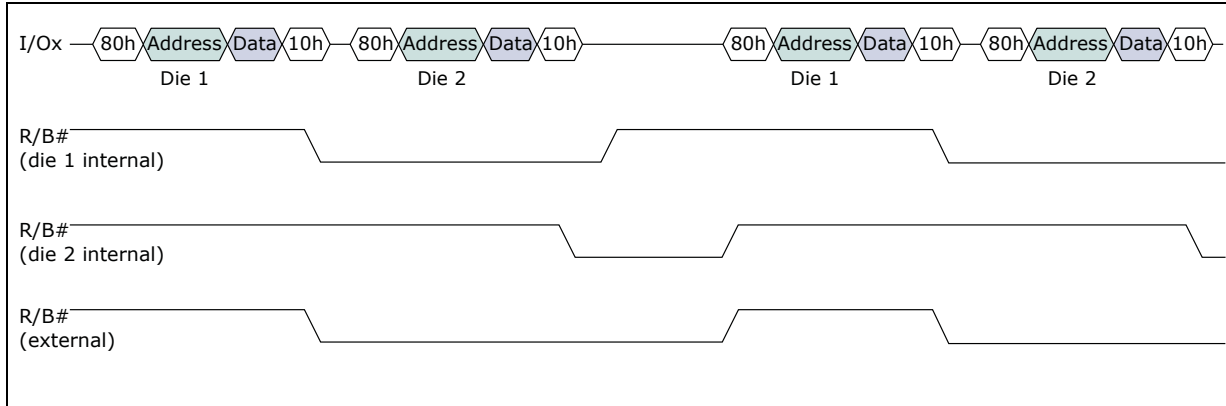 I/Ox 80h Address Data 10h 80h Address Data 10h 80h Address Data 10h 80h Address Data 10h
Die 1 Die 2 Die 1 Die 2
R/B#
(die 1 internal)
R/B#
(die 2 internal)
R/B#
(external)